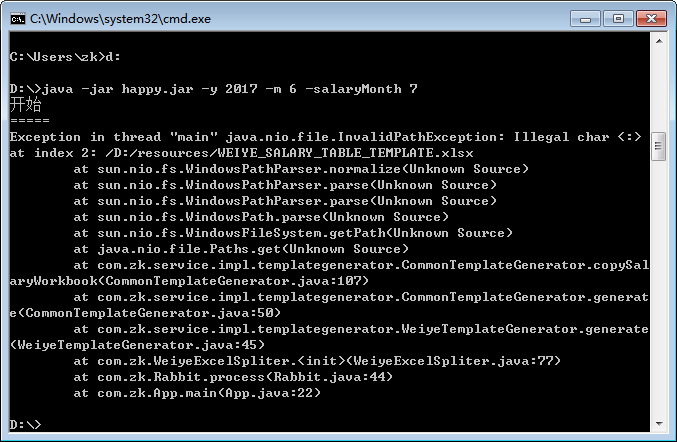 C:\Windows\system32\cmd.exe
C:\Users\zk>d:
D:\>java -jar happy.jar -y 2017 -m 6 -salaryMonth 7
开始
=====
Exception in thread "main" java.nio.file.InvalidPathException: Illegal char <:>
at index 2: /D:/resources/WEIYE_SALARY_TABLE_TEMPLATE.xlsx
        at sun.nio.fs.WindowsPathParser.normalize(Unknown Source)
        at sun.nio.fs.WindowsPathParser.parse(Unknown Source)
        at sun.nio.fs.WindowsPathParser.parse(Unknown Source)
        at sun.nio.fs.WindowsPath.parse(Unknown Source)
        at sun.nio.fs.WindowsFileSystem.getPath(Unknown Source)
        at java.nio.file.Paths.get(Unknown Source)
        at com.zk.service.impl.templategenerator.CommonTemplateGenerator.copySal
aryWorkbook(CommonTemplateGenerator.java:107)
        at com.zk.service.impl.templategenerator.CommonTemplateGenerator.generat
e(CommonTemplateGenerator.java:50)
        at com.zk.service.impl.templategenerator.WeiyeTemplateGenerator.generate
(WeiyeTemplateGenerator.java:45)
        at com.zk.WeiyeExcelSpliter.<init>(WeiyeExcelSpliter.java:77)
        at com.zk.Rabbit.process(Rabbit.java:44)
        at com.zk.App.main(App.java:22)
D:\>